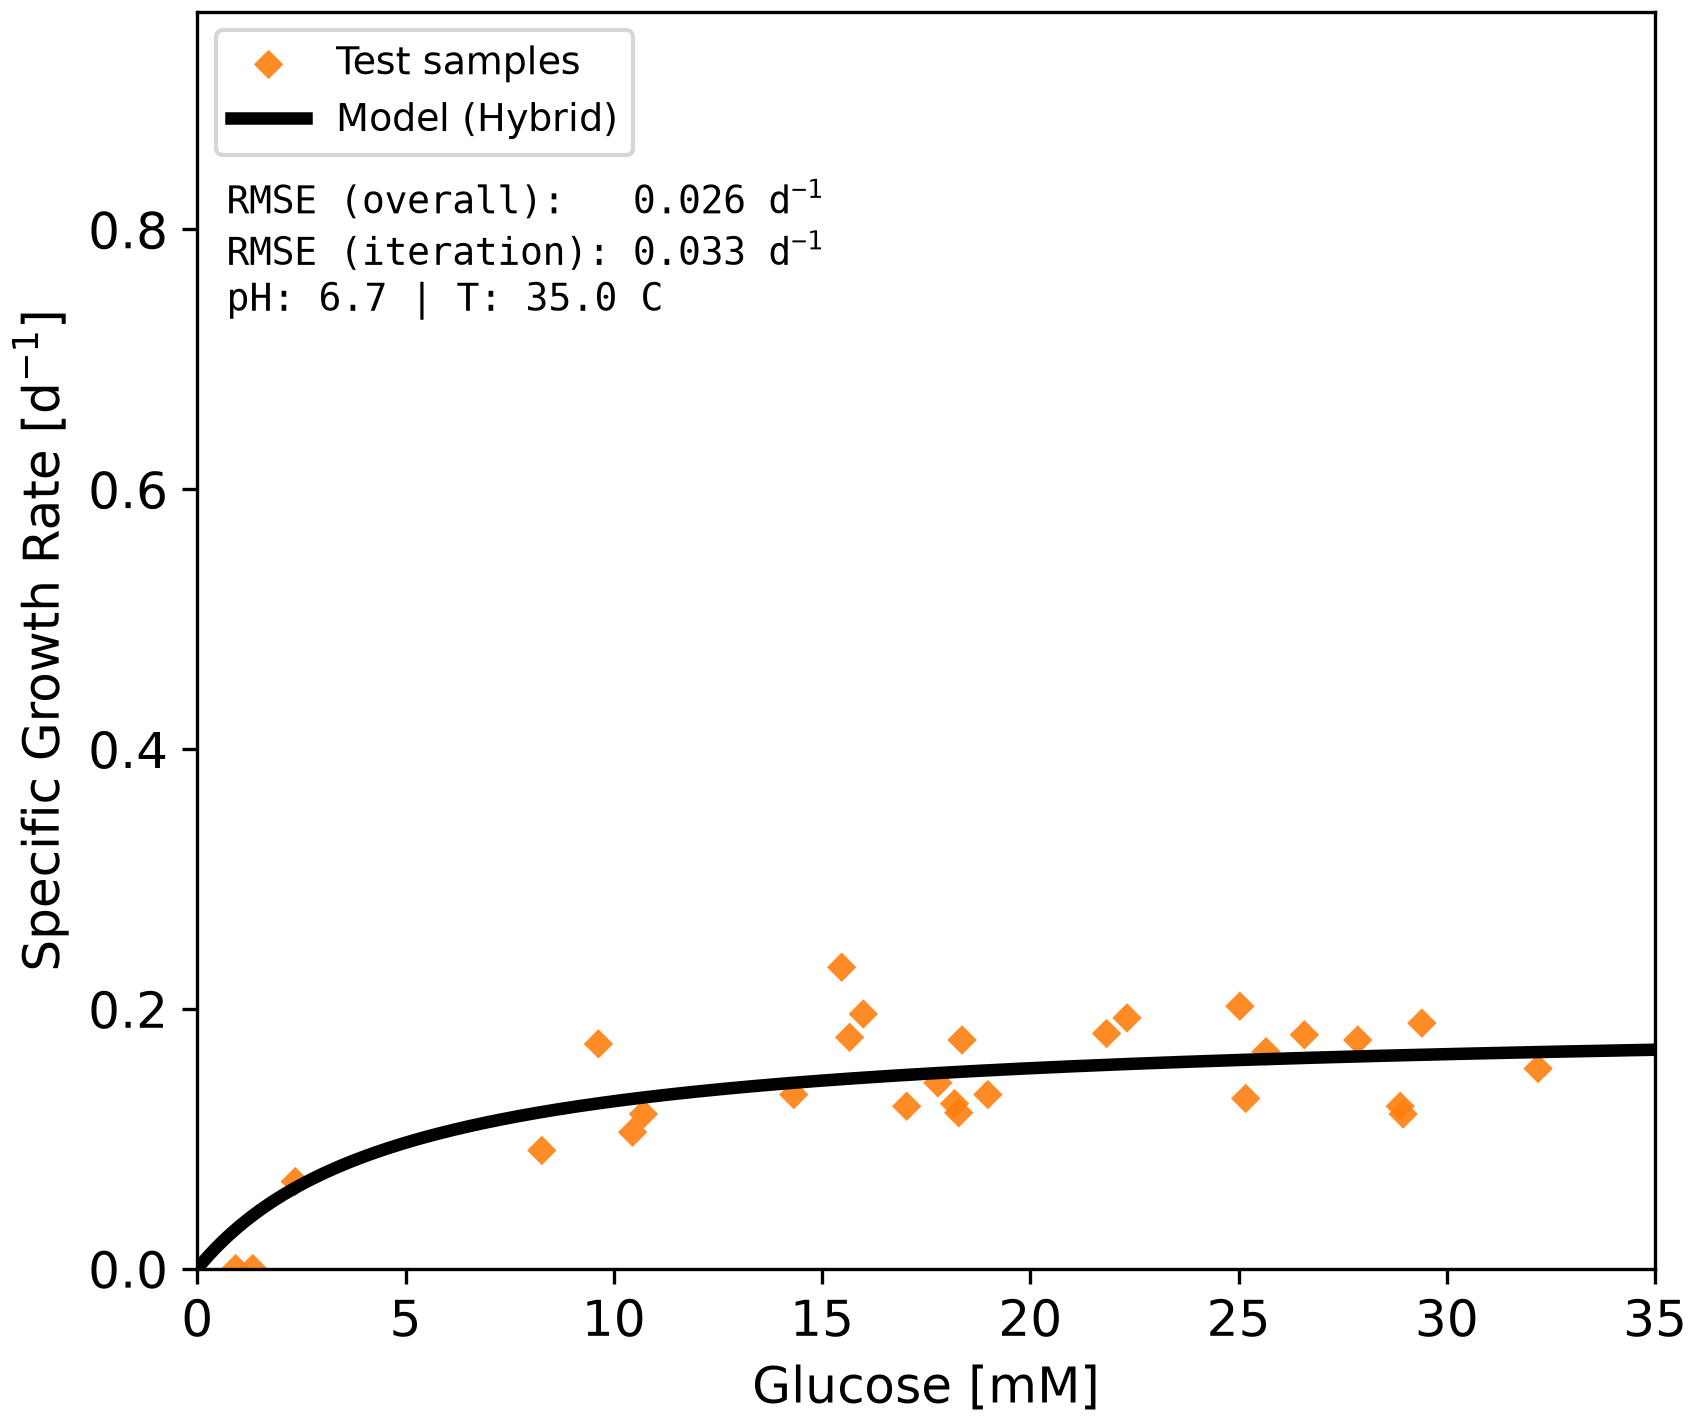 Test samples
Model (Hybrid)
RMSE (overall):   0.026 d⁻¹
RMSE (iteration): 0.033 d⁻¹
pH: 6.7 | T: 35.0 C
Specific Growth Rate [d⁻¹]
0.8
0.6
0.4
0.2
0.0
0 5 10 15 20 25 30 35
Glucose [mM]